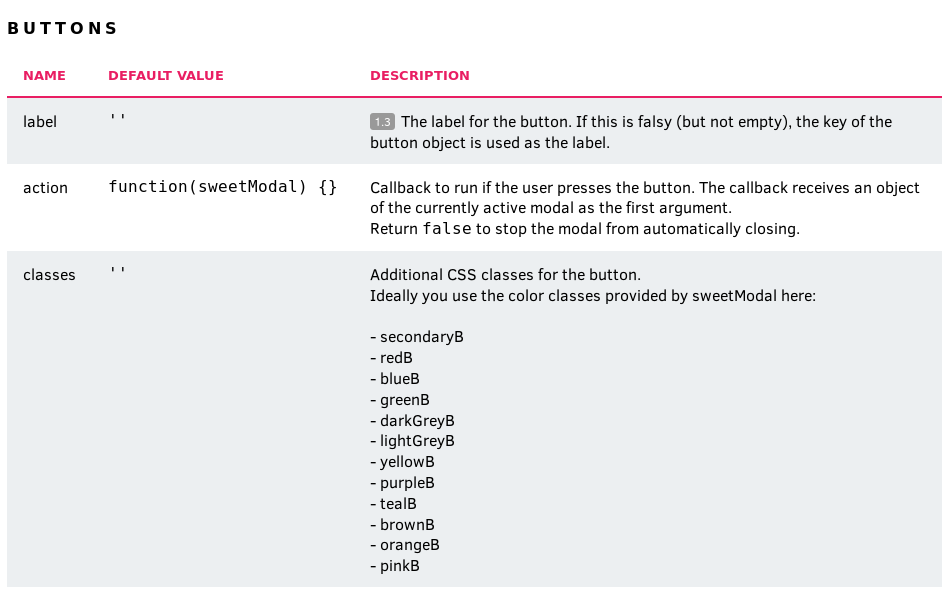 BUTTONS
NAME DEFAULT VALUE DESCRIPTION
label '' 1.3 The label for the button. If this is falsy (but not empty), the key of the
button object is used as the label.
action function(sweetModal) {} Callback to run if the user presses the button. The callback receives an object
of the currently active modal as the first argument.
Return false to stop the modal from automatically closing.
classes '' Additional CSS classes for the button.
Ideally you use the color classes provided by sweetModal here:
- secondaryB
- redB
- blueB
- greenB
- darkGreyB
- lightGreyB
- yellowB
- purpleB
- tealB
- brownB
- orangeB
- pinkB